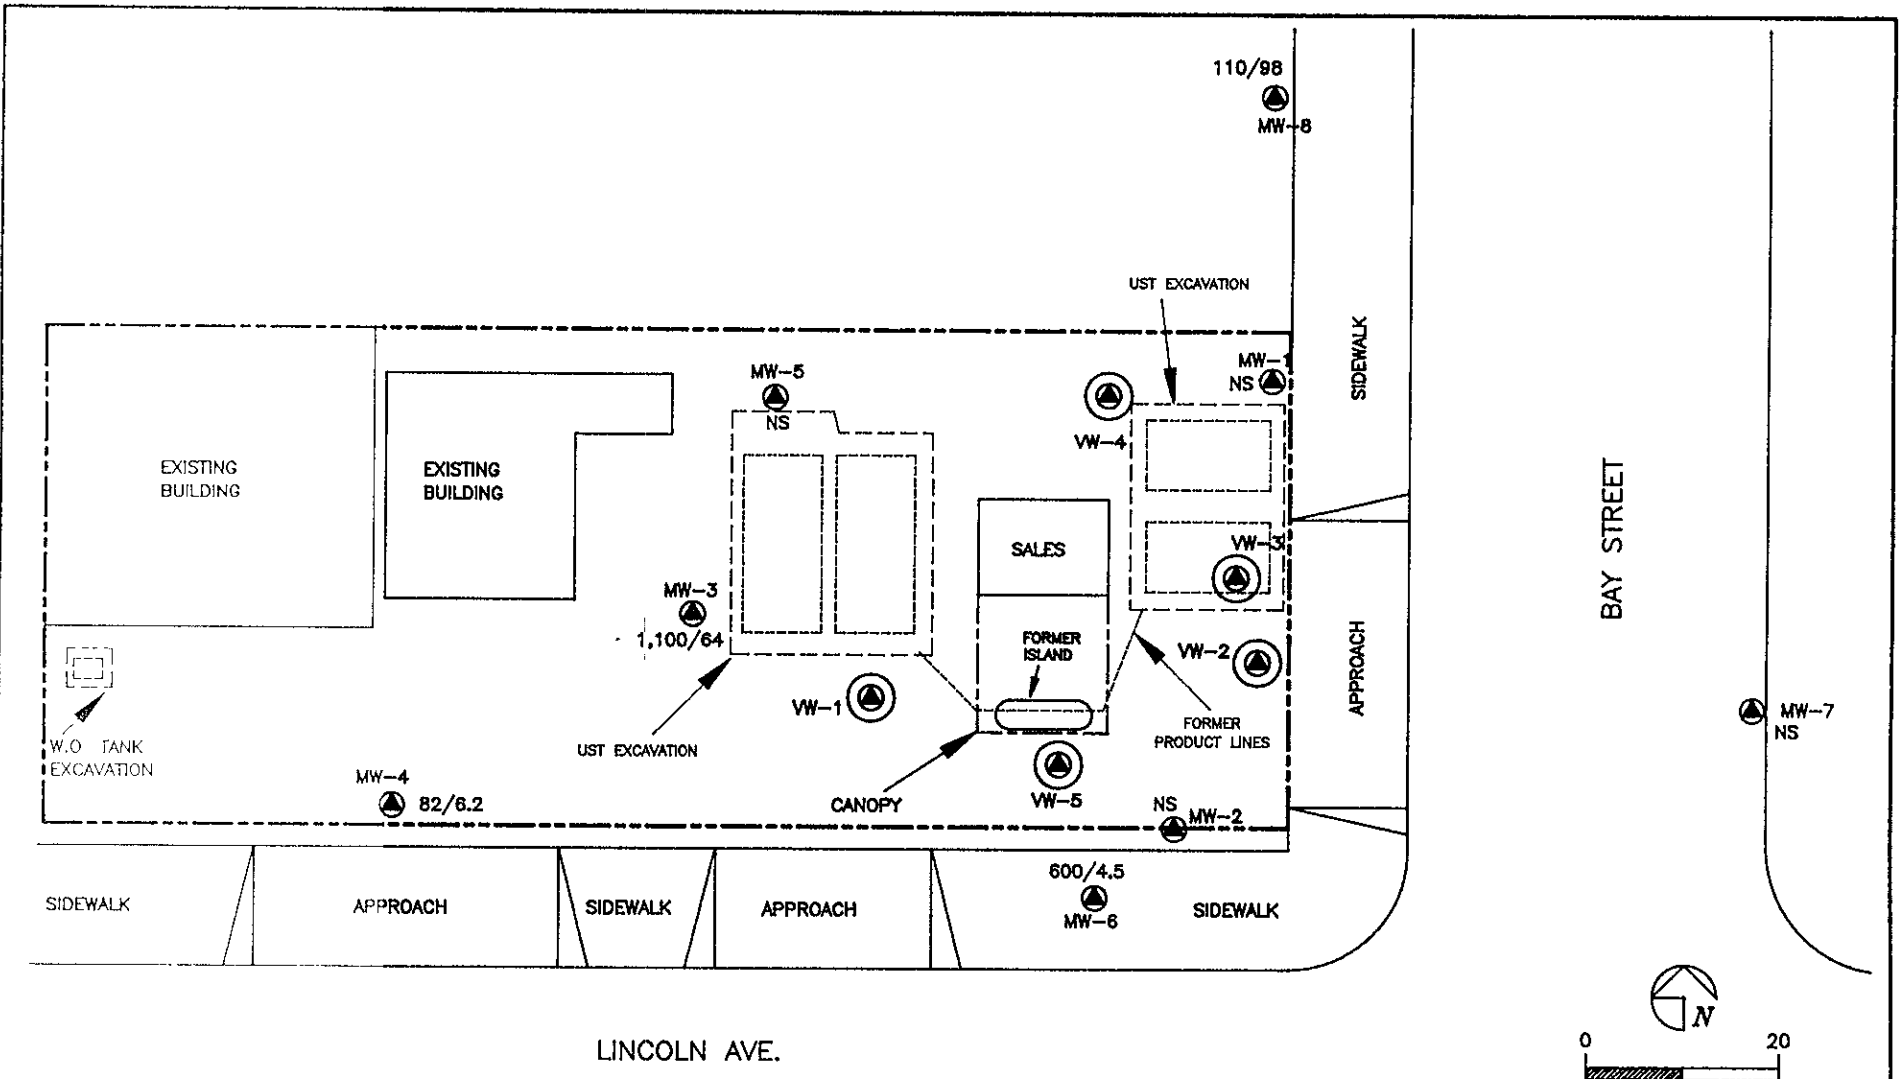 110/98
MW-8
UST EXCAVATION
SIDEWALK
MW-1
NS
MW-5
NS
VW-4
EXISTING
BUILDING
EXISTING
BUILDING
BAY STREET
SALES
VW-3
MW-3
1,100/64
FORMER
ISLAND
VW-2
APPROACH
VW-1
MW-7
NS
FORMER
PRODUCT LINES
W.O TANK
EXCAVATION
UST EXCAVATION
MW-4
82/6.2
CANOPY
VW-5
NS
MW-2
600/4.5
MW-6
SIDEWALK
APPROACH
SIDEWALK
APPROACH
SIDEWALK
N
LINCOLN AVE.
0 20